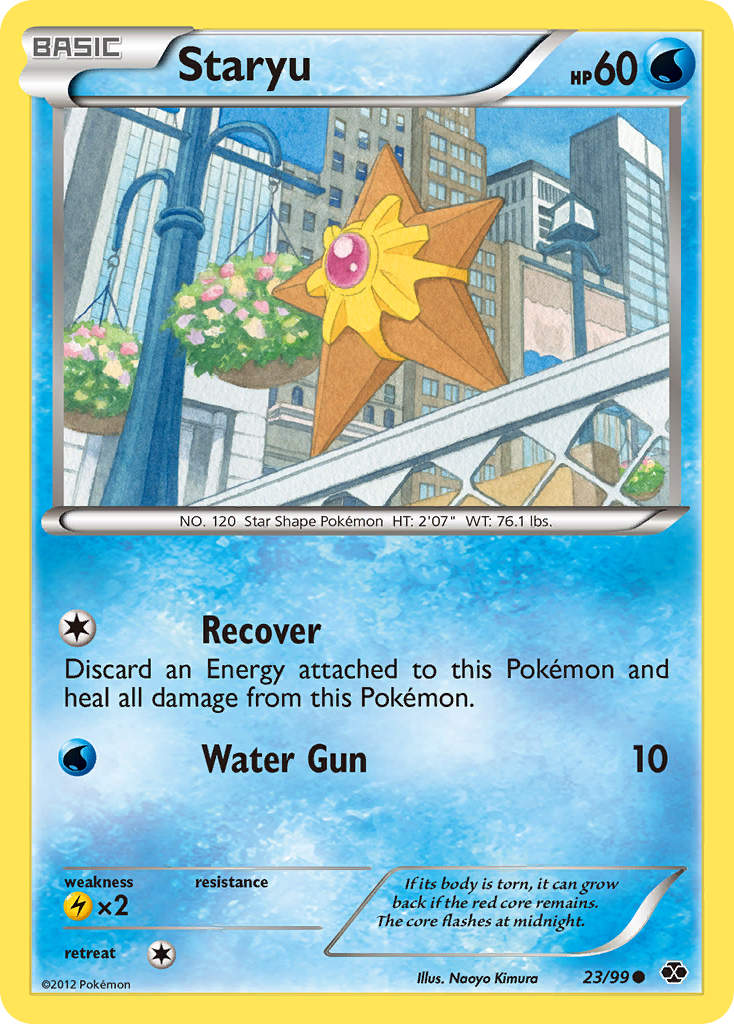 BASIC
Staryu
HP60
NO. 120 Star Shape Pokémon HT: 2'07" WT: 76.1 lbs.
Recover
Discard an Energy attached to this Pokémon and
heal all damage from this Pokémon.
Water Gun 10
weakness resistance
×2
retreat
If its body is torn, it can grow
back if the red core remains.
The core flashes at midnight.
©2012 Pokémon
Illus. Naoyo Kimura
23/99